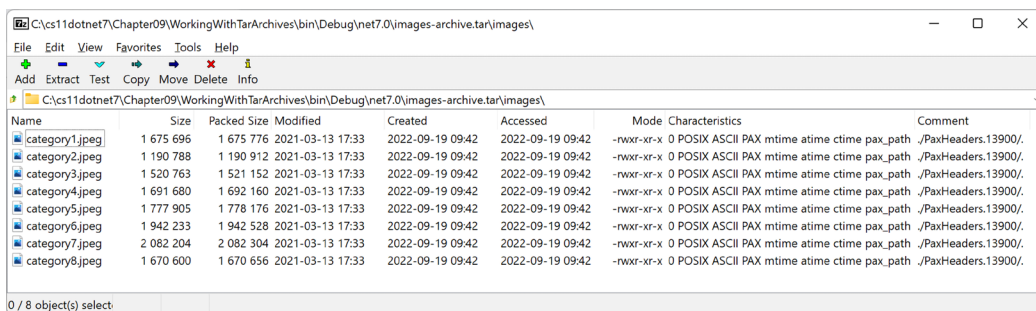 C:\cs11dotnet7\Chapter09\WorkingWithTarArchives\bin\Debug\net7.0\images-archive.tar\images\
File Edit View Favorites Tools Help
Add Extract Test Copy Move Delete Info
C:\cs11dotnet7\Chapter09\WorkingWithTarArchives\bin\Debug\net7.0\images-archive.tar\images\
Name Size Packed Size Modified Created Accessed Mode Characteristics Comment
category1.jpeg 1 675 696 1 675 776 2021-03-13 17:33 2022-09-19 09:42 2022-09-19 09:42 -rwxr-xr-x 0 POSIX ASCII PAX mtime atime ctime pax_path ./PaxHeaders.13900/.
category2.jpeg 1 190 788 1 190 912 2021-03-13 17:33 2022-09-19 09:42 2022-09-19 09:42 -rwxr-xr-x 0 POSIX ASCII PAX mtime atime ctime pax_path ./PaxHeaders.13900/.
category3.jpeg 1 520 763 1 521 152 2021-03-13 17:33 2022-09-19 09:42 2022-09-19 09:42 -rwxr-xr-x 0 POSIX ASCII PAX mtime atime ctime pax_path ./PaxHeaders.13900/.
category4.jpeg 1 691 680 1 692 160 2021-03-13 17:33 2022-09-19 09:42 2022-09-19 09:42 -rwxr-xr-x 0 POSIX ASCII PAX mtime atime ctime pax_path ./PaxHeaders.13900/.
category5.jpeg 1 777 905 1 778 176 2021-03-13 17:33 2022-09-19 09:42 2022-09-19 09:42 -rwxr-xr-x 0 POSIX ASCII PAX mtime atime ctime pax_path ./PaxHeaders.13900/.
category6.jpeg 1 942 233 1 942 528 2021-03-13 17:33 2022-09-19 09:42 2022-09-19 09:42 -rwxr-xr-x 0 POSIX ASCII PAX mtime atime ctime pax_path ./PaxHeaders.13900/.
category7.jpeg 2 082 204 2 082 304 2021-03-13 17:33 2022-09-19 09:42 2022-09-19 09:42 -rwxr-xr-x 0 POSIX ASCII PAX mtime atime ctime pax_path ./PaxHeaders.13900/.
category8.jpeg 1 670 600 1 670 656 2021-03-13 17:33 2022-09-19 09:42 2022-09-19 09:42 -rwxr-xr-x 0 POSIX ASCII PAX mtime atime ctime pax_path ./PaxHeaders.13900/.
0 / 8 object(s) select